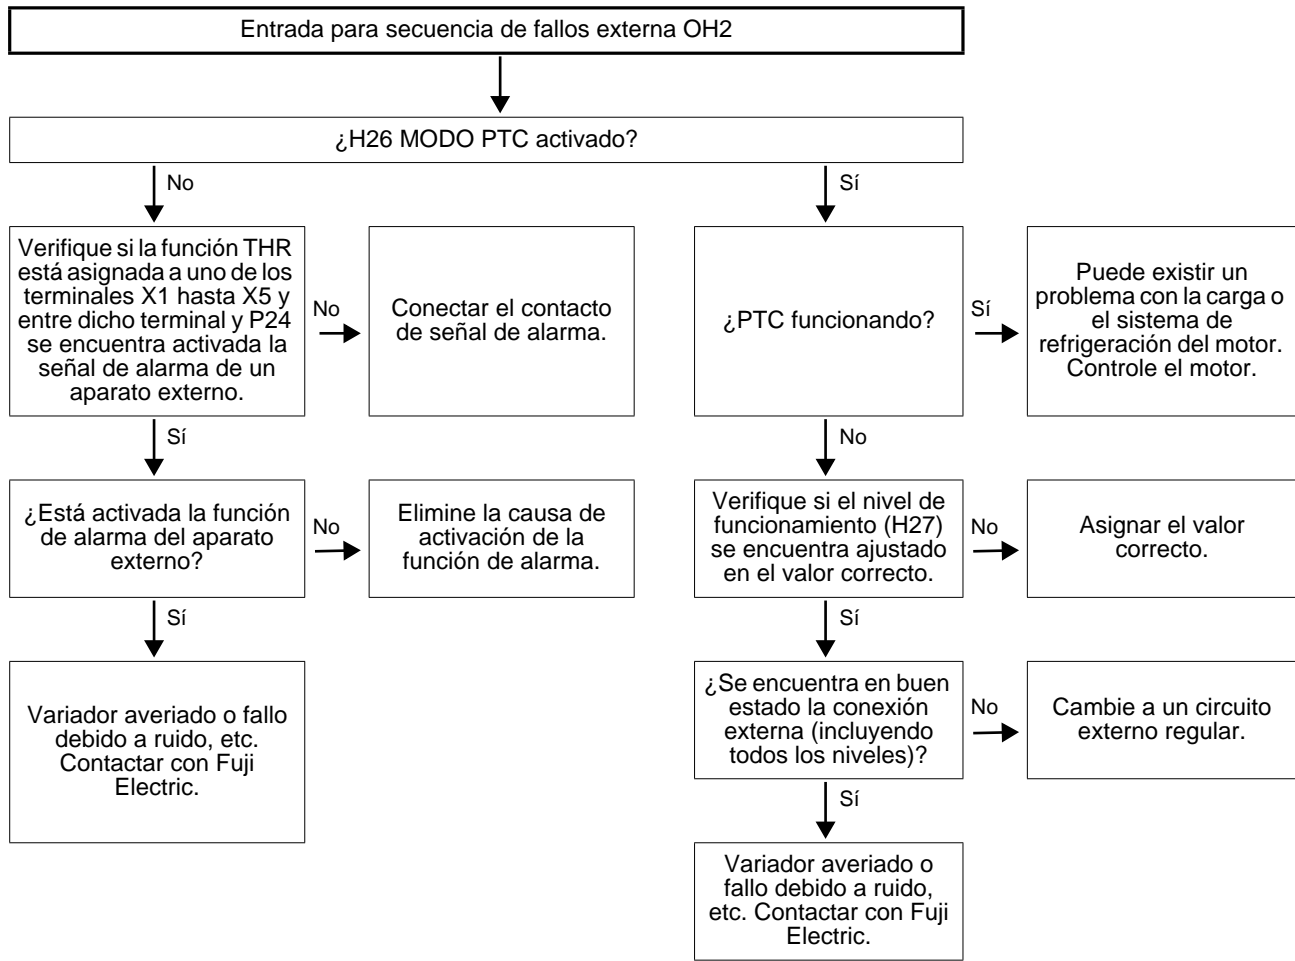 Entrada para secuencia de fallos externa OH2
¿H26 MODO PTC activado?
No
Sí
Verifique si la función THR
está asignada a uno de los
terminales X1 hasta X5 y
entre dicho terminal y P24
se encuentra activada la
señal de alarma de un
aparato externo.
No
Conectar el contacto
de señal de alarma.
¿PTC funcionando?
Sí
Puede existir un
problema con la carga o
el sistema de
refrigeración del motor.
Controle el motor.
Sí
No
¿Está activada la función
de alarma del aparato
externo?
No
Elimine la causa de
activación de la
función de alarma.
Verifique si el nivel de
funcionamiento (H27)
se encuentra ajustado
en el valor correcto.
No
Asignar el valor
correcto.
Sí
Sí
Variador averiado o fallo
debido a ruido, etc.
Contactar con Fuji
Electric.
¿Se encuentra en buen
estado la conexión
externa (incluyendo
todos los niveles)?
No
Cambie a un circuito
externo regular.
Sí
Variador averiado o
fallo debido a ruido,
etc. Contactar con Fuji
Electric.